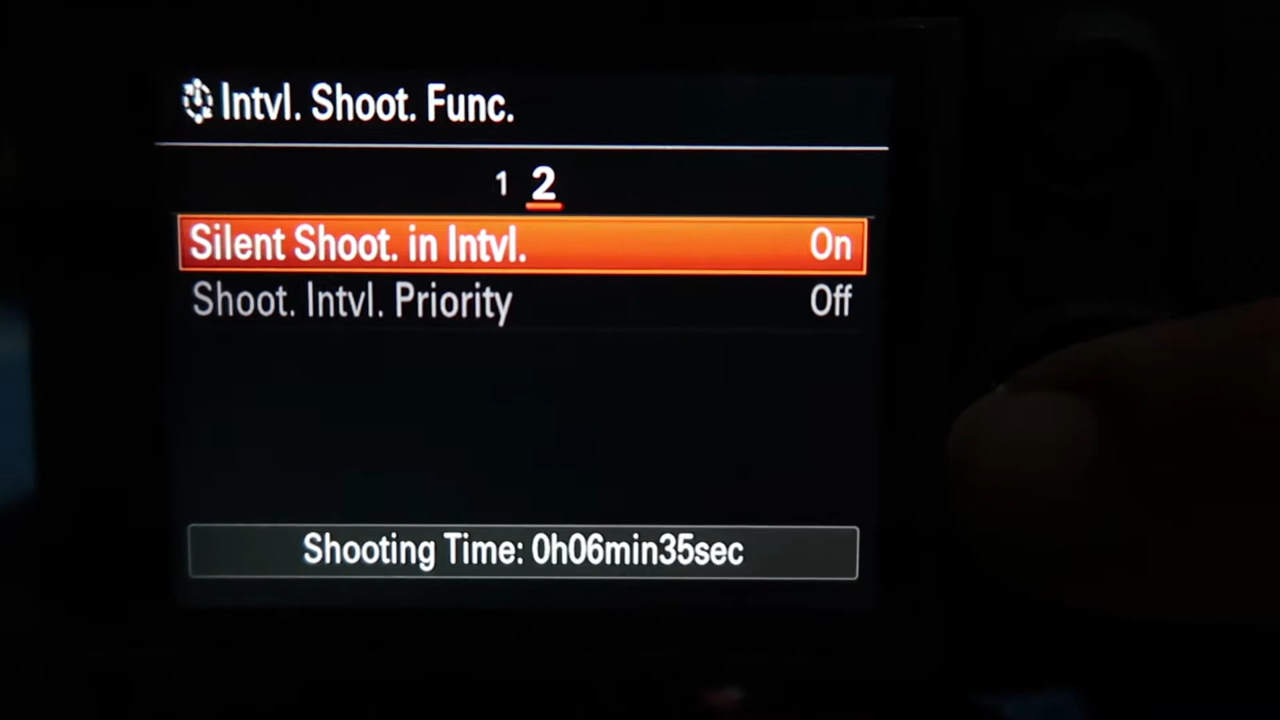 Intvl. Shoot. Func.
1 2
Silent Shoot. in Intvl. On
Shoot. Intvl. Priority Off
Shooting Time: 0h06min35sec